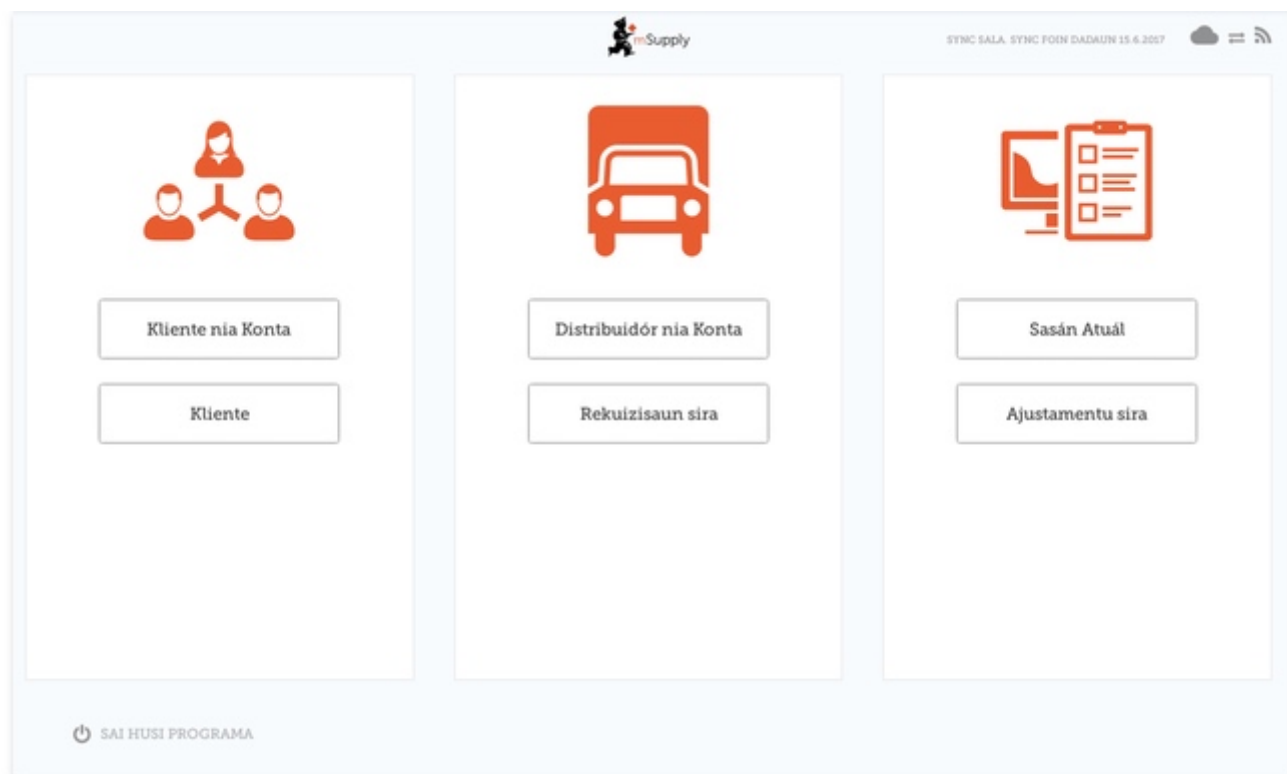 mSupply
SYNC SALA. SYNC FOIN DADAUN 15.6.2017
Kliente nia Konta
Kliente
Distribuidór nia Konta
Rekuizisaun sira
Sasán Atuál
Ajustamentu sira
SAI HUSI PROGRAMA